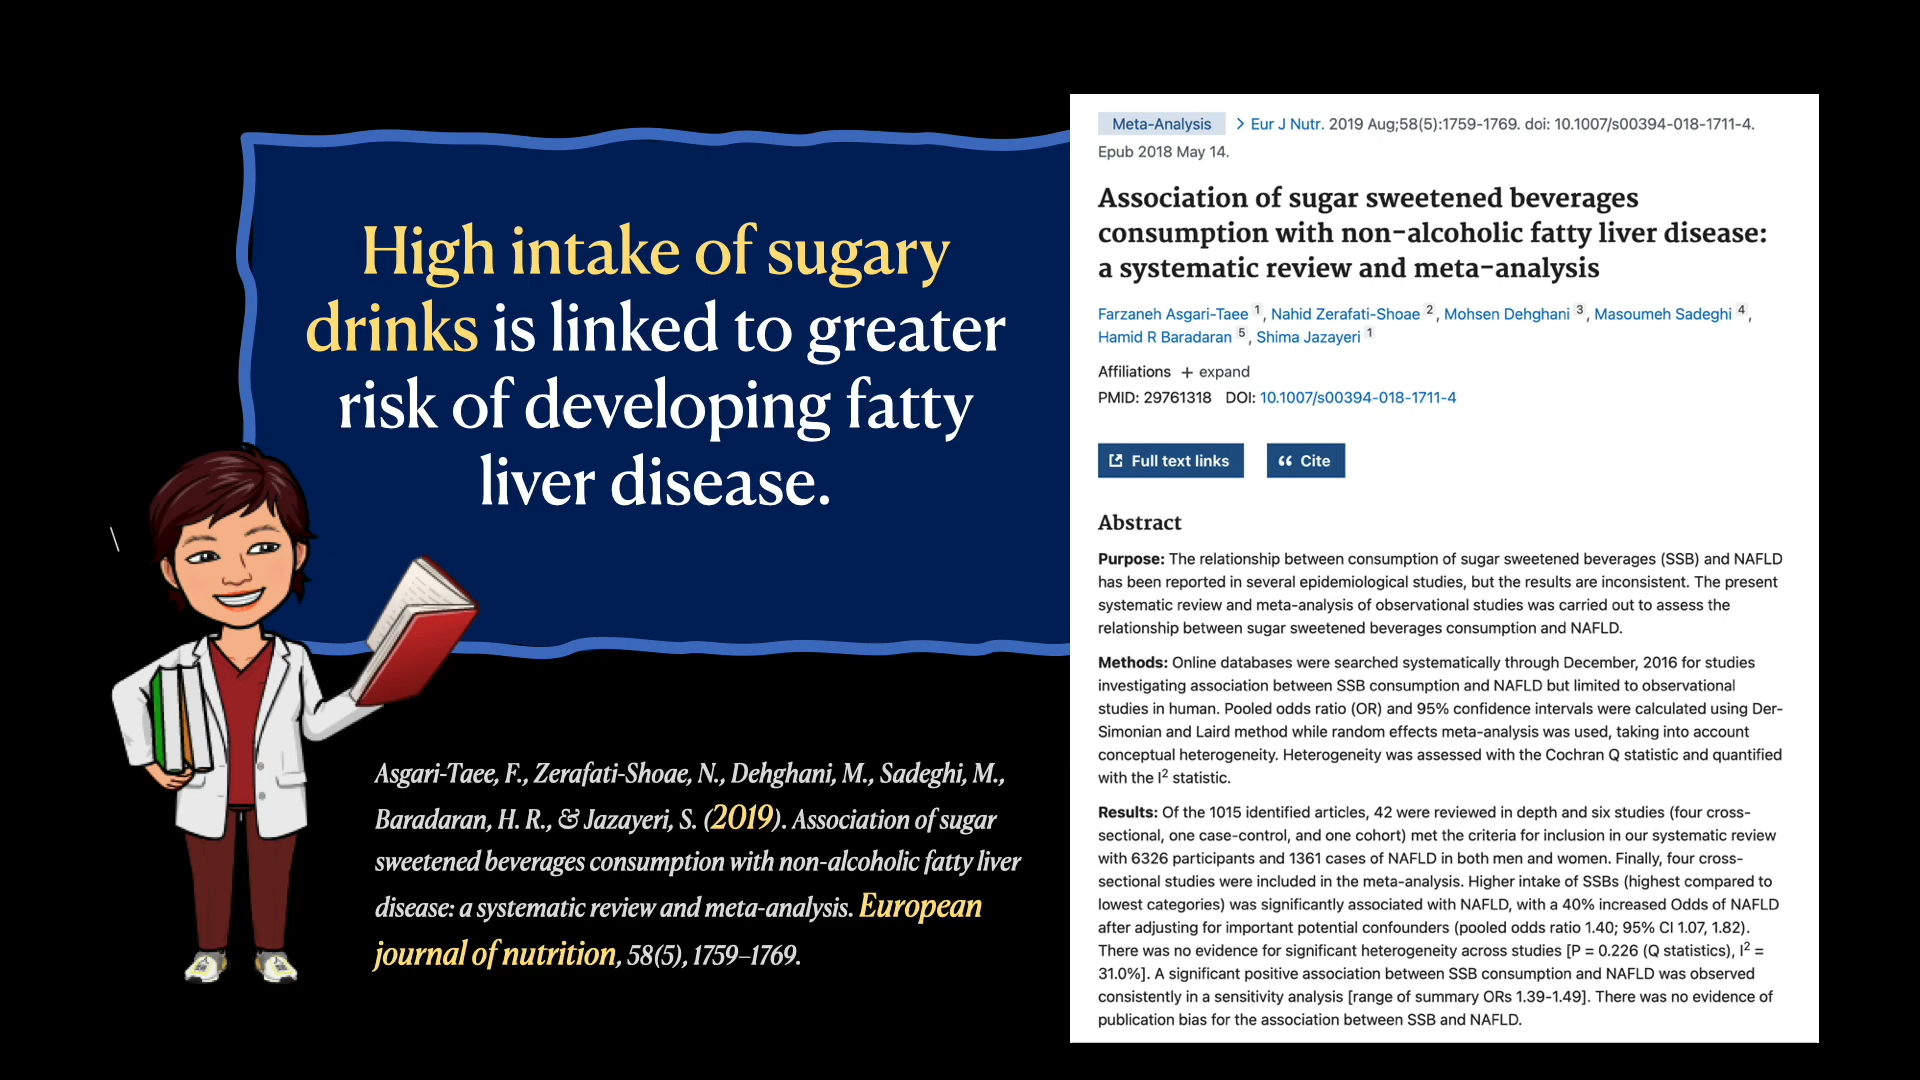 High intake of sugary
drinks is linked to greater
risk of developing fatty
liver disease.
\
Asgari-Taee, F., Zerafati-Shoae, N., Dehghani, M., Sadeghi, M.,
Baradaran, H. R., & Jazayeri, S. (2019). Association of sugar
sweetened beverages consumption with non-alcoholic fatty liver
disease: a systematic review and meta-analysis. European
journal of nutrition, 58(5), 1759–1769.
Meta-Analysis > Eur J Nutr. 2019 Aug;58(5):1759-1769. doi: 10.1007/s00394-018-1711-4.
Epub 2018 May 14.
Association of sugar sweetened beverages
consumption with non-alcoholic fatty liver disease:
a systematic review and meta-analysis
Farzaneh Asgari-Taee 1, Nahid Zerafati-Shoae 2, Mohsen Dehghani 3, Masoumeh Sadeghi 4,
Hamid R Baradaran 5, Shima Jazayeri 1
Affiliations + expand
PMID: 29761318 DOI: 10.1007/s00394-018-1711-4
Full text links
Cite
Abstract
Purpose: The relationship between consumption of sugar sweetened beverages (SSB) and NAFLD
has been reported in several epidemiological studies, but the results are inconsistent. The present
systematic review and meta-analysis of observational studies was carried out to assess the
relationship between sugar sweetened beverages consumption and NAFLD.
Methods: Online databases were searched systematically through December, 2016 for studies
investigating association between SSB consumption and NAFLD but limited to observational
studies in human. Pooled odds ratio (OR) and 95% confidence intervals were calculated using Der-
Simonian and Laird method while random effects meta-analysis was used, taking into account
conceptual heterogeneity. Heterogeneity was assessed with the Cochran Q statistic and quantified
with the I² statistic.
Results: Of the 1015 identified articles, 42 were reviewed in depth and six studies (four cross-
sectional, one case-control, and one cohort) met the criteria for inclusion in our systematic review
with 6326 participants and 1361 cases of NAFLD in both men and women. Finally, four cross-
sectional studies were included in the meta-analysis. Higher intake of SSBs (highest compared to
lowest categories) was significantly associated with NAFLD, with a 40% increased Odds of NAFLD
after adjusting for important potential confounders (pooled odds ratio 1.40; 95% CI 1.07, 1.82).
There was no evidence for significant heterogeneity across studies [P = 0.226 (Q statistics), I² =
31.0%]. A significant positive association between SSB consumption and NAFLD was observed
consistently in a sensitivity analysis [range of summary ORs 1.39-1.49]. There was no evidence of
publication bias for the association between SSB and NAFLD.